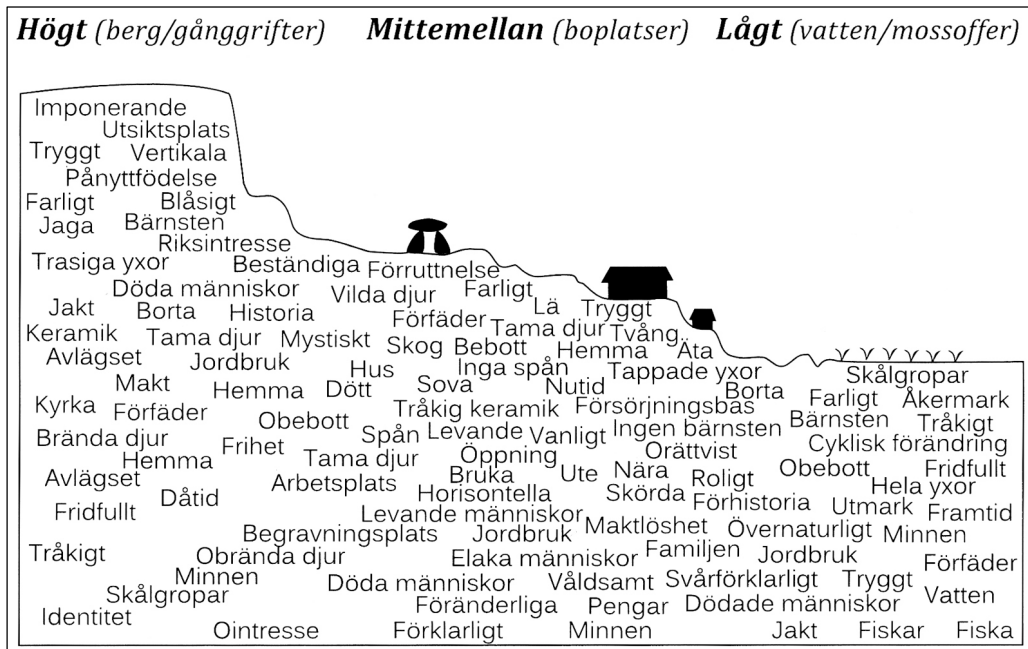 Högt (berg/gånggrifter) Mittemellan (boplatser) Lågt (vatten/mossoffer)
Imponerande
Utsiktsplats
Tryggt Vertikala
Pånyttfödelse
Farligt Blåsigt
Jaga Bärnsten
Riksintresse
Trasiga yxor Beständiga Förruttnelse
Döda människor Vilda djur Farligt
Jakt Borta Historia Förfäder Lä Tryggt
Keramik Tama djur Mystiskt Skog Bebott Tama djur Tvång
Avlägset Jordbruk Hus Inga spån Hemma Äta
Makt Hemma Dött Sova Nutid Tappade yxor Skålgropar
Kyrka Förfäder Obebott Tråkig keramik Försörjningsbas Borta Farligt Åkermark
Brända djur Frihet Spån Levande Vanligt Ingen bärnsten Bärnsten Tråkigt
Hemma Tama djur Öppning Orättvist Cyklisk förändring
Avlägset Arbetsplats Bruka Ute Nära Roligt Obebott Fridfullt
Fridfullt Dåtid Horisontella Skörda Förhistoria Hela yxor
Levande människor Utmark Framtid
Begravningsplats Jordbruk Maktlöshet Övernaturligt Minnen
Tråkigt Obrända djur Elaka människor Familjen Jordbruk Förfäder
Minnen Döda människor Våldsamt Svårförklarligt Tryggt
Skålgropar Föränderliga Pengar Dödade människor Vatten
Identitet Ointresse Förklarligt Minnen Jakt Fiskar Fiska